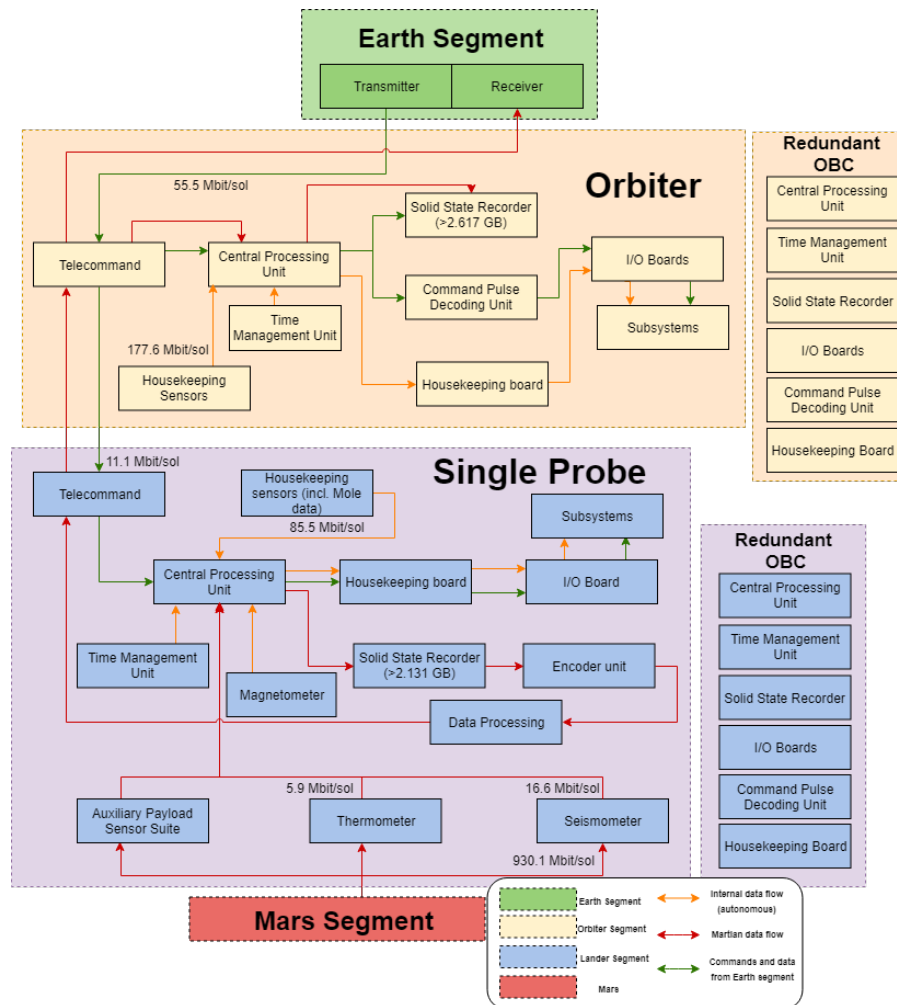 Earth Segment
Transmitter
Receiver
Orbiter
55.5 Mbit/sol
Telecommand
Central Processing
Unit
Solid State Recorder
(>2.617 GB)
Command Pulse
Decoding Unit
I/O Boards
Subsystems
Time
Management Unit
177.6 Mbit/sol
Housekeeping
Sensors
Housekeeping board
Redundant
OBC
Central Processing
Unit
Time Management
Unit
Solid State Recorder
I/O Boards
Command Pulse
Decoding Unit
Housekeeping Board
Single Probe
11.1 Mbit/sol
Telecommand
Housekeeping
sensors (incl. Mole
data)
85.5 Mbit/sol
Subsystems
Central Processing
Unit
Housekeeping board
I/O Board
Time Management
Unit
Magnetometer
Solid State Recorder
(>2.131 GB)
Encoder unit
Data Processing
5.9 Mbit/sol
16.6 Mbit/sol
Auxiliary Payload
Sensor Suite
Thermometer
Seismometer
930.1 Mbit/sol
Redundant
OBC
Central Processing
Unit
Time Management
Unit
Solid State Recorder
I/O Boards
Command Pulse
Decoding Unit
Housekeeping Board
Mars Segment
Earth Segment
Internal data flow
(autonomous)
Orbiter Segment
Martian data flow
Lander Segment
Commands and data
from Earth segment
Mars